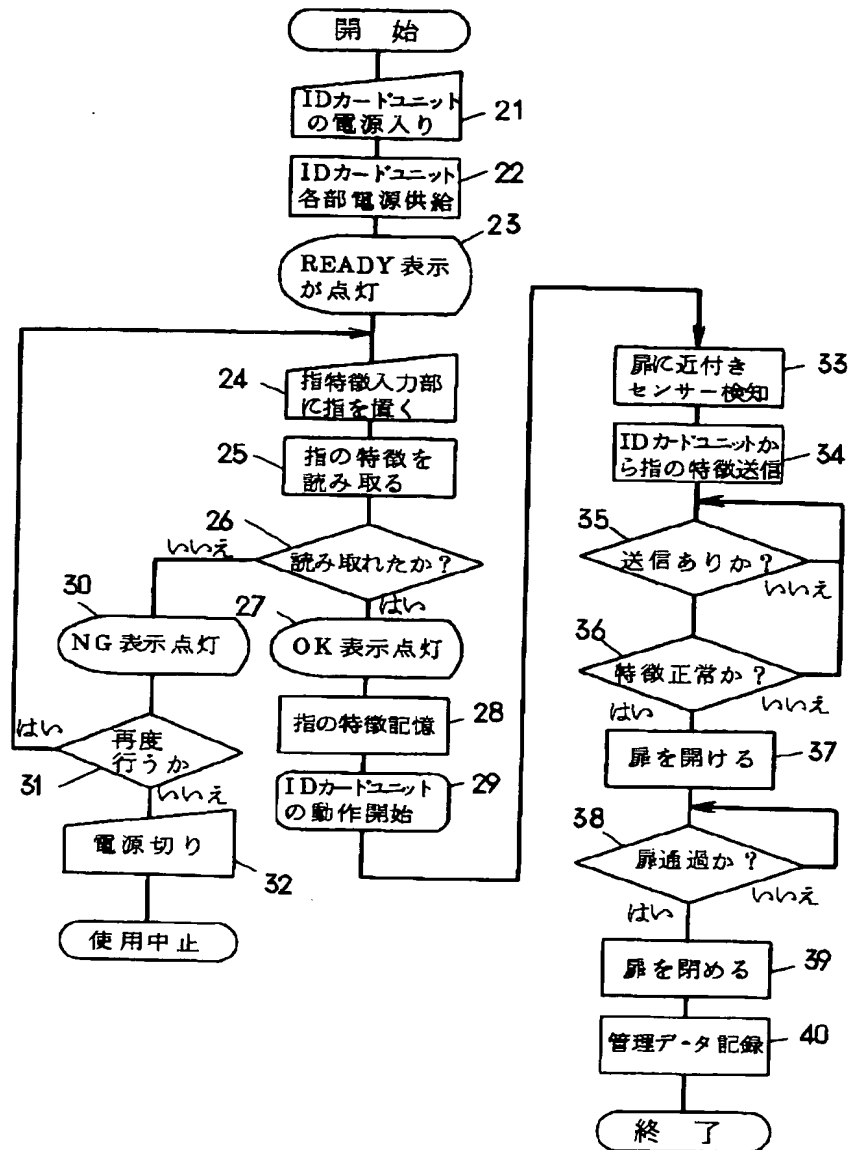 開始
IDカードユニット
の電源入り
21
IDカードユニット
各部電源供給
22
23
READY 表示
が点灯
24
指特徴入力部
に指を置く
25
指の特徴を
読み取る
26
いいえ
読み取れたか？
はい
30
NG 表示点灯
27
OK 表示点灯
指の特徴記憶
28
はい
再度
行うか
31
いいえ
IDカードユニット
の動作開始
29
電源切り
32
使用中止
扉に近付き
センサー検知
33
IDカードユニットか
ら指の特徴送信
34
35
送信ありか？
いいえ
36
特徴正常か？
はい
いいえ
扉を開ける
37
38
扉通過か？
いいえ
はい
扉を閉める
39
管理データ記録
40
終了